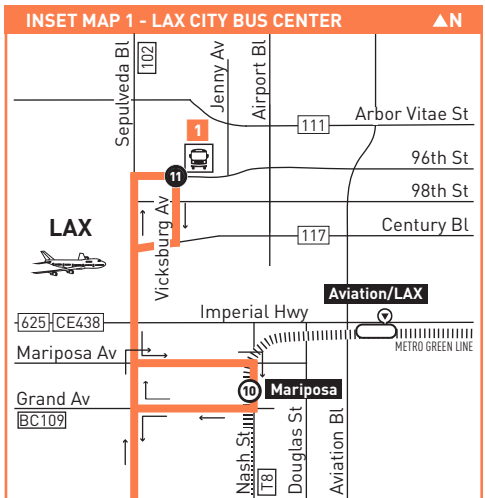 INSET MAP 1 - LAX CITY BUS CENTER ▲N
Sepulveda Bl
102
Jenny Av
Airport Bl
1
Arbor Vitae St
111
96th St
11
98th St
LAX
Vicksburg Av
Century Bl
117
Aviation/LAX
Imperial Hwy
625 CE438
METRO GREEN LINE
Mariposa Av
10 Mariposa
Grand Av
BC109
Nash St
T8
Douglas St
Aviation Bl